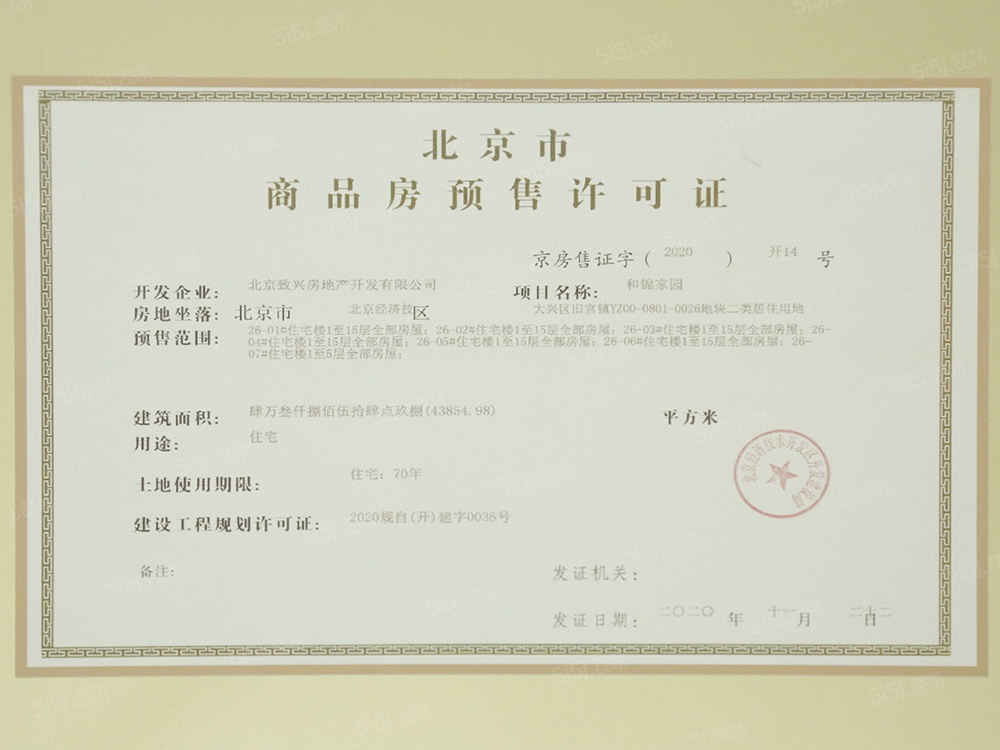 北京市
商品房预售许可证
京房售证字(2020)开14号
开发企业:北京致兴房地产开发有限公司 项目名称:和锦家园
房地坐落:北京市 北京经济技区 大兴区旧宫镇YZ00-0801-0026地块二类居住用地
预售范围:26-01#住宅楼1至15层全部房屋;26-02#住宅楼1至15层全部房屋;26-03#住宅楼1至15层全部房屋;26-
04#住宅楼1至15层全部房屋;26-05#住宅楼1至15层全部房屋;26-06#住宅楼1至15层全部房屋;26-
07#住宅楼1至5层全部房屋;
建筑面积:肆万叁仟捌佰伍拾肆点玖捌(43854.98) 平方米
用途:住宅
北京经济技术开发区开发建设局
土地使用期限:住宅:70年
建设工程规划许可证:2020规自(开)建字0036号
备注:
发证机关:
发证日期:二〇二〇年十一月二十二日
5i5j.com